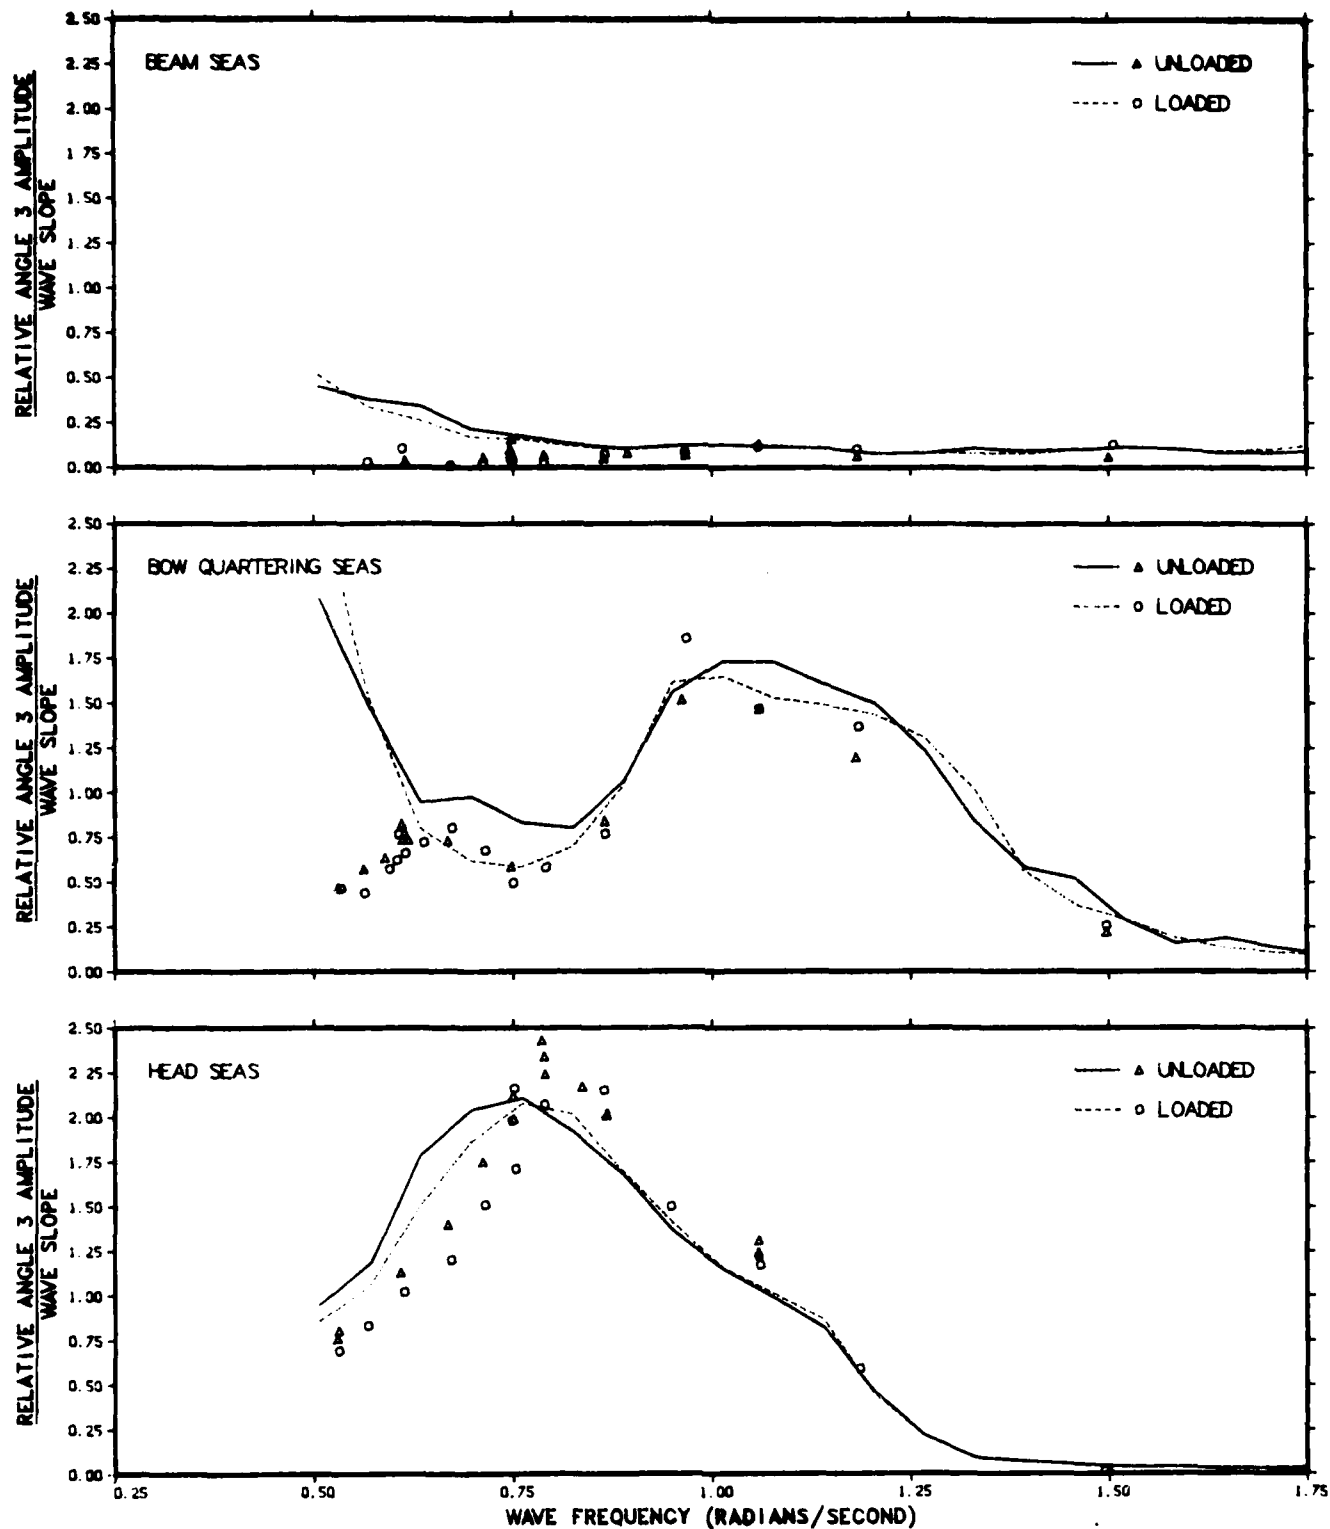 2.50
2.25
2.00
1.75
1.50
1.25
1.00
0.75
0.50
0.25
0.00
RELATIVE ANGLE 3 AMPLITUDE
WAVE SLOPE
BEAM SEAS
UNLOADED
LOADED
2.50
2.25
2.00
1.75
1.50
1.25
1.00
0.75
0.50
0.25
0.00
RELATIVE ANGLE 3 AMPLITUDE
WAVE SLOPE
BOW QUARTERING SEAS
UNLOADED
LOADED
2.50
2.25
2.00
1.75
1.50
1.25
1.00
0.75
0.50
0.25
0.00
RELATIVE ANGLE 3 AMPLITUDE
WAVE SLOPE
HEAD SEAS
UNLOADED
LOADED
0.25 0.50 0.75 1.00 1.25 1.50 1.75
WAVE FREQUENCY (RADIANS/SECOND)